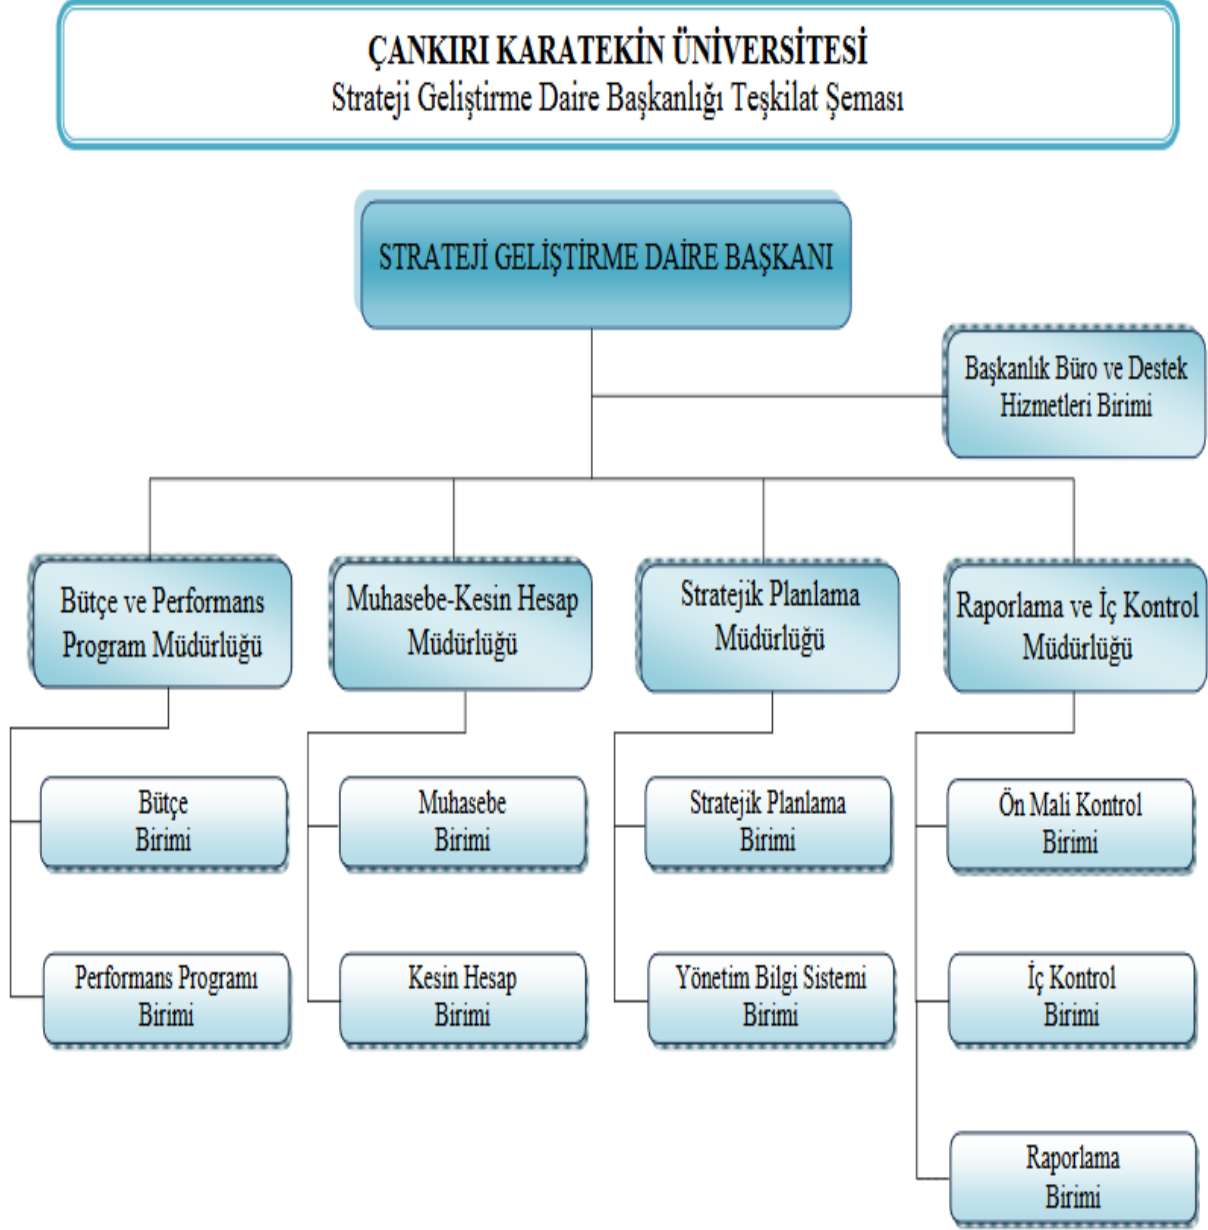 ÇANKIRI KARATEKİN ÜNİVERSİTESİ
Strateji Geliştirme Daire Başkanlığı Teşkilat Şeması
STRATEJİ GELİŞTİRME DAİRE BAŞKANI
Başkanlık Büro ve Destek
Hizmetleri Birimi
Bütçe ve Performans
Program Müdürlüğü
Muhasebe-Kesin Hesap
Müdürlüğü
Stratejik Planlama
Müdürlüğü
Raporlama ve İç Kontrol
Müdürlüğü
Bütçe
Birimi
Muhasebe
Birimi
Stratejik Planlama
Birimi
Ön Mali Kontrol
Birimi
Performans Programı
Birimi
Kesin Hesap
Birimi
Yönetim Bilgi Sistemi
Birimi
İç Kontrol
Birimi
Raporlama
Birimi